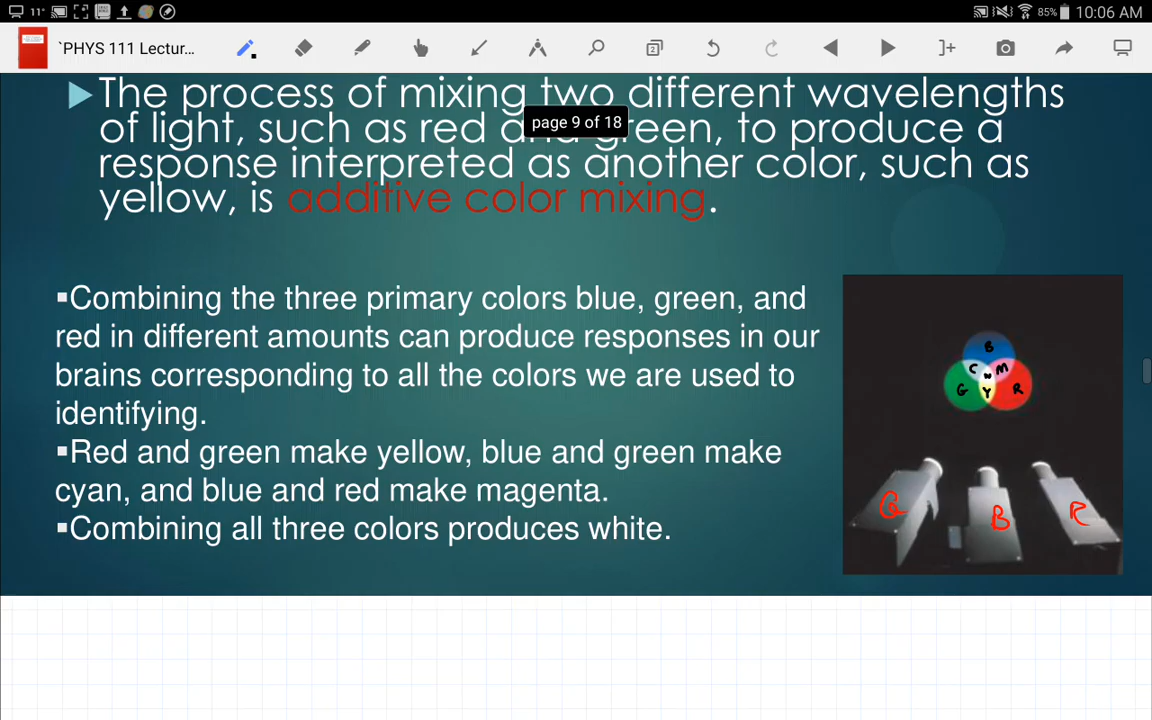 11°
85%
10:06 AM
`PHYS 111 Lectur...
2
▶The process of mixing two different wavelengths
page 9 of 18
of light, such as red and green, to produce a
response interpreted as another color, such as
yellow, is additive color mixing.
▪Combining the three primary colors blue, green, and
red in different amounts can produce responses in our
brains corresponding to all the colors we are used to
identifying.
▪Red and green make yellow, blue and green make
cyan, and blue and red make magenta.
▪Combining all three colors produces white.
B
C M
W
G Y R
G B R